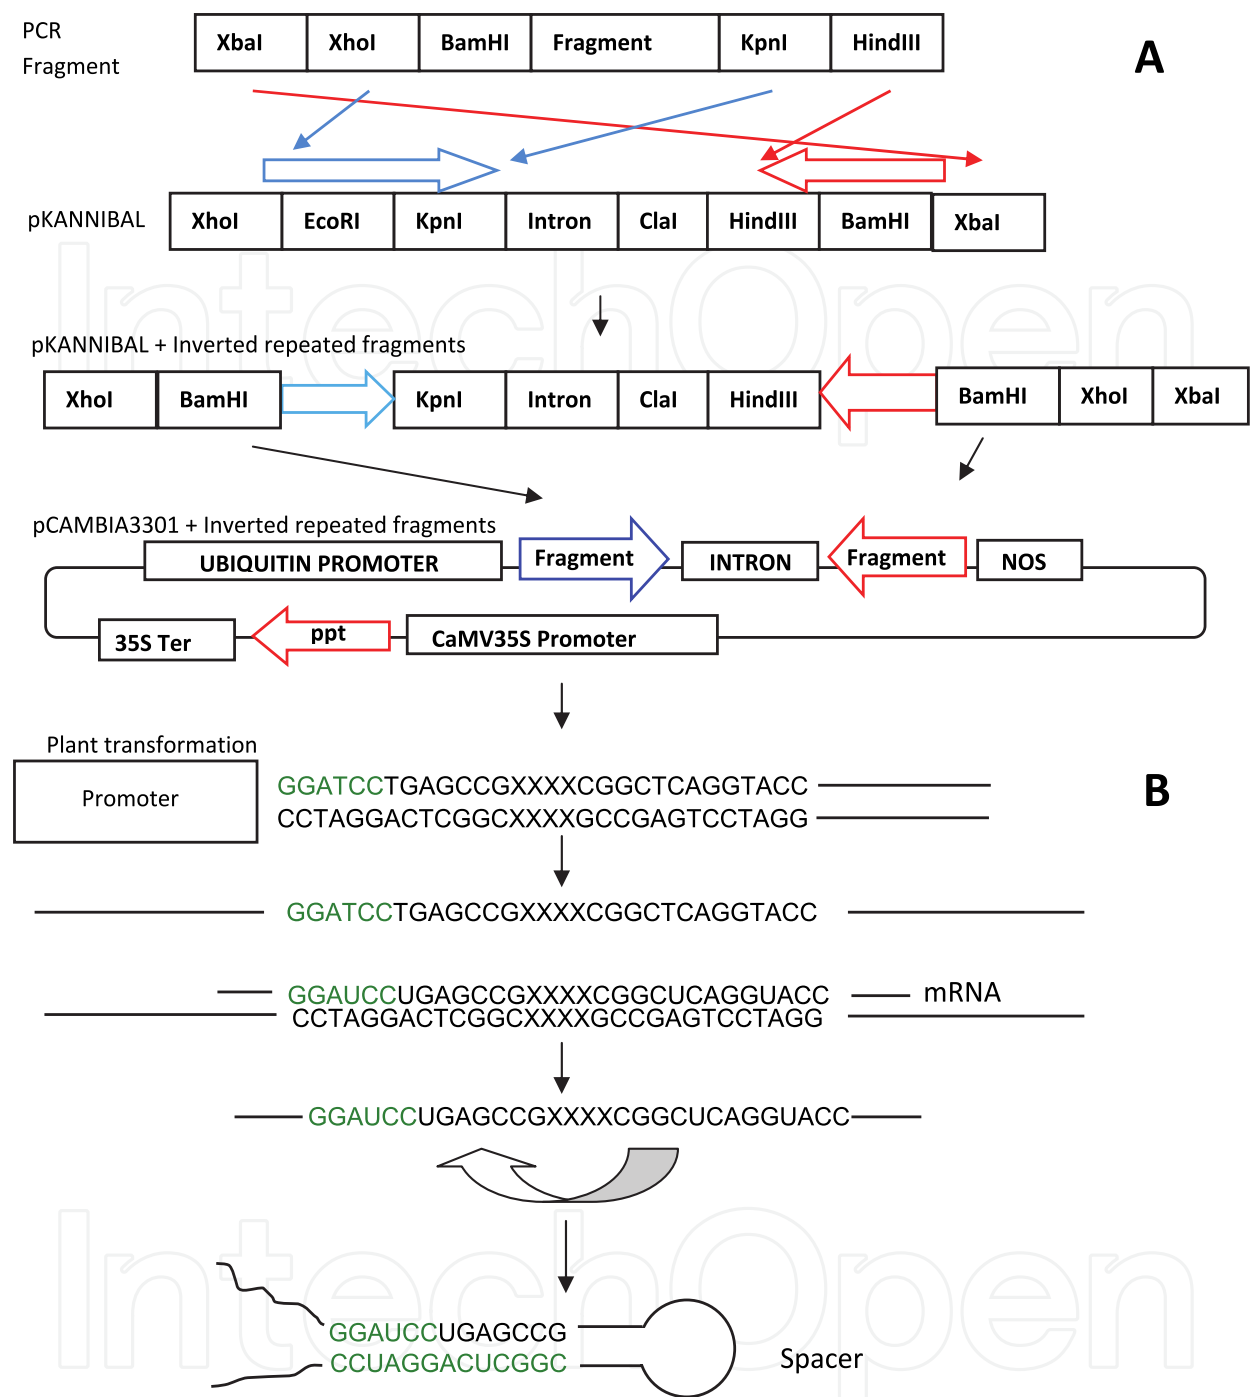 PCR
Fragment
XbaI XhoI BamHI Fragment KpnI HindIII
A
pKANNIBAL
XhoI EcoRI KpnI Intron ClaI HindIII BamHI XbaI
IntechOpen
pKANNIBAL + Inverted repeated fragments
XhoI BamHI KpnI Intron ClaI HindIII BamHI XhoI XbaI
pCAMBIA3301 + Inverted repeated fragments
UBIQUITIN PROMOTER Fragment INTRON Fragment NOS
35S Ter ppt CaMV35S Promoter
Plant transformation
Promoter
GGATCCTGAGCCGXXXXCGGCTCAGGTACC
B
CCTAGGACTCGGCXXXXGCCGAGTCCTAGG
GGATCCTGAGCCGXXXXCGGCTCAGGTACC
GGAUCCUGAGCCGXXXXCGGCUCAGGUACC mRNA
CCTAGGACTCGGCXXXXGCCGAGTCCTAGG
GGAUCCUGAGCCGXXXXCGGCUCAGGUACC
IntechOpen
GGAUCCUGAGCCG
CCUAGGACUCGGC
Spacer